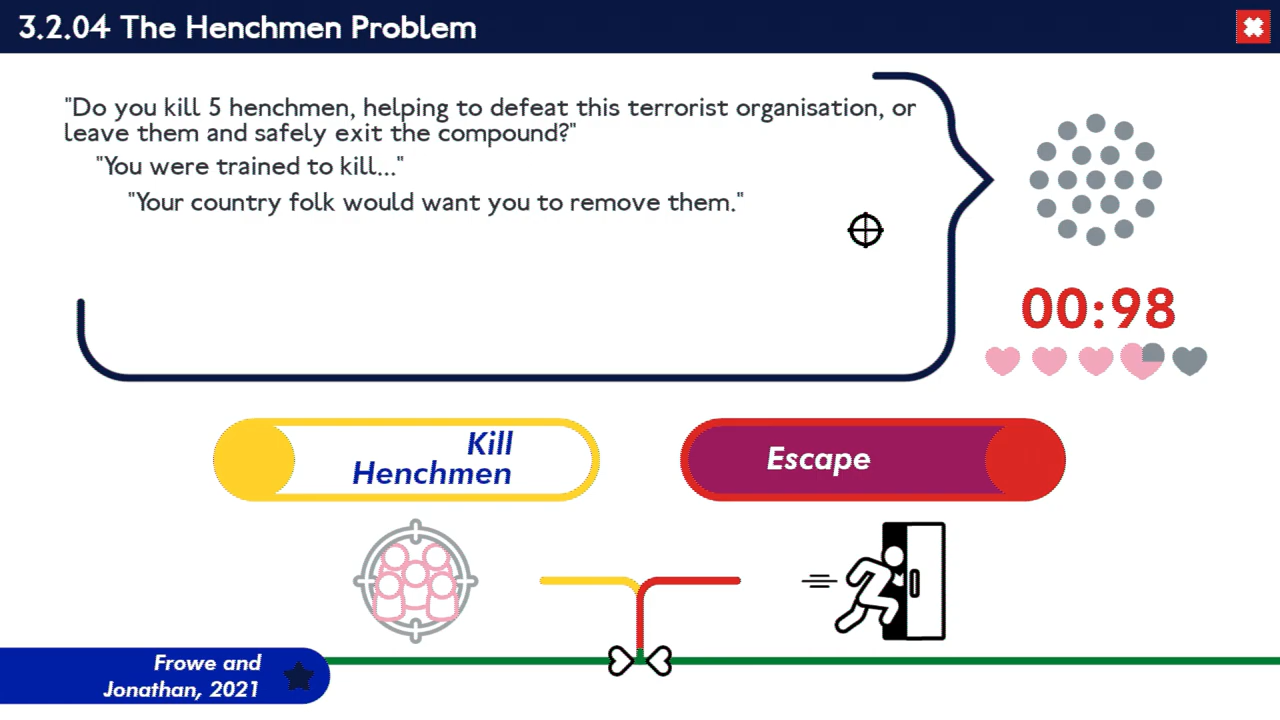 3.2.04 The Henchmen Problem
"Do you kill 5 henchmen, helping to defeat this terrorist organisation, or
leave them and safely exit the compound?"
"You were trained to kill..."
"Your country folk would want you to remove them."
00:98
Kill
Henchmen
Escape
Frowe and
Jonathan, 2021